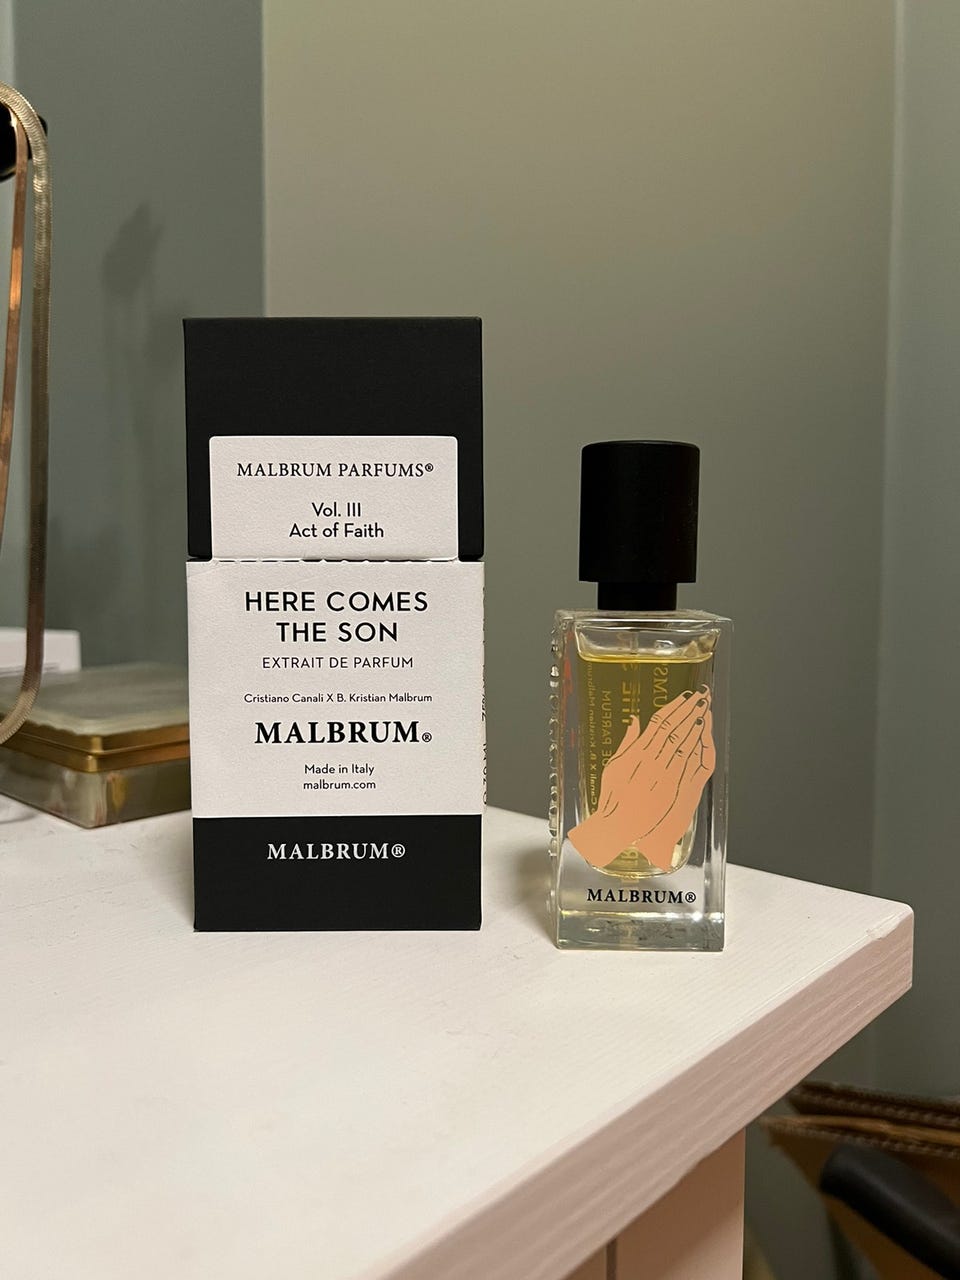 MALBRUM PARFUMS®
Vol. III
Act of Faith
HERE COMES
THE SON
EXTRAIT DE PARFUM
Cristiano Canali X B. Kristian Malbrum
MALBRUM®
Made in Italy
malbrum.com
MALBRUM®
MALBRUM®